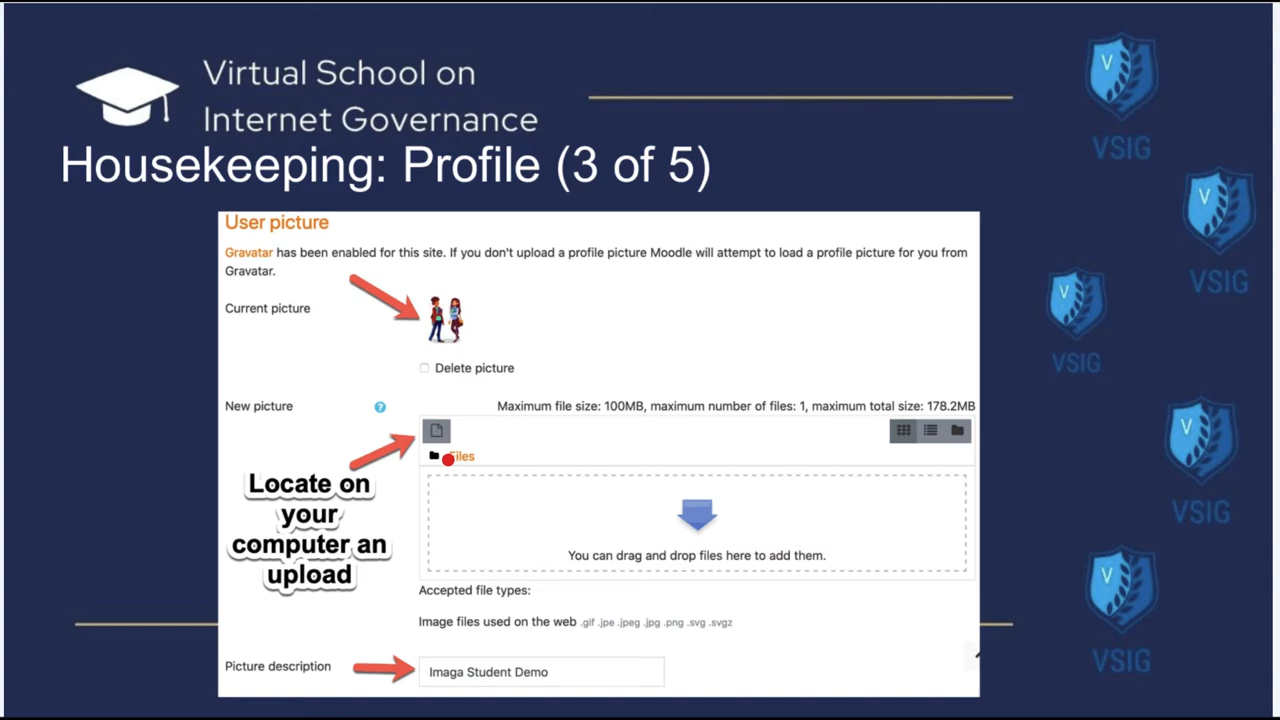 Virtual School on
Internet Governance
Housekeeping: Profile (3 of 5)
User picture
Gravatar has been enabled for this site. If you don't upload a profile picture Moodle will attempt to load a profile picture for you from
Gravatar.
Current picture
Delete picture
New picture
?
Maximum file size: 100MB, maximum number of files: 1, maximum total size: 178.2MB
Files
Locate on
your
computer an
upload
You can drag and drop files here to add them.
Accepted file types:
Image files used on the web .gif .jpe .jpeg .jpg .png .svg .svgz
Picture description
Imaga Student Demo
V
VSIG
V
VSIG
V
VSIG
V
VSIG
V
VSIG